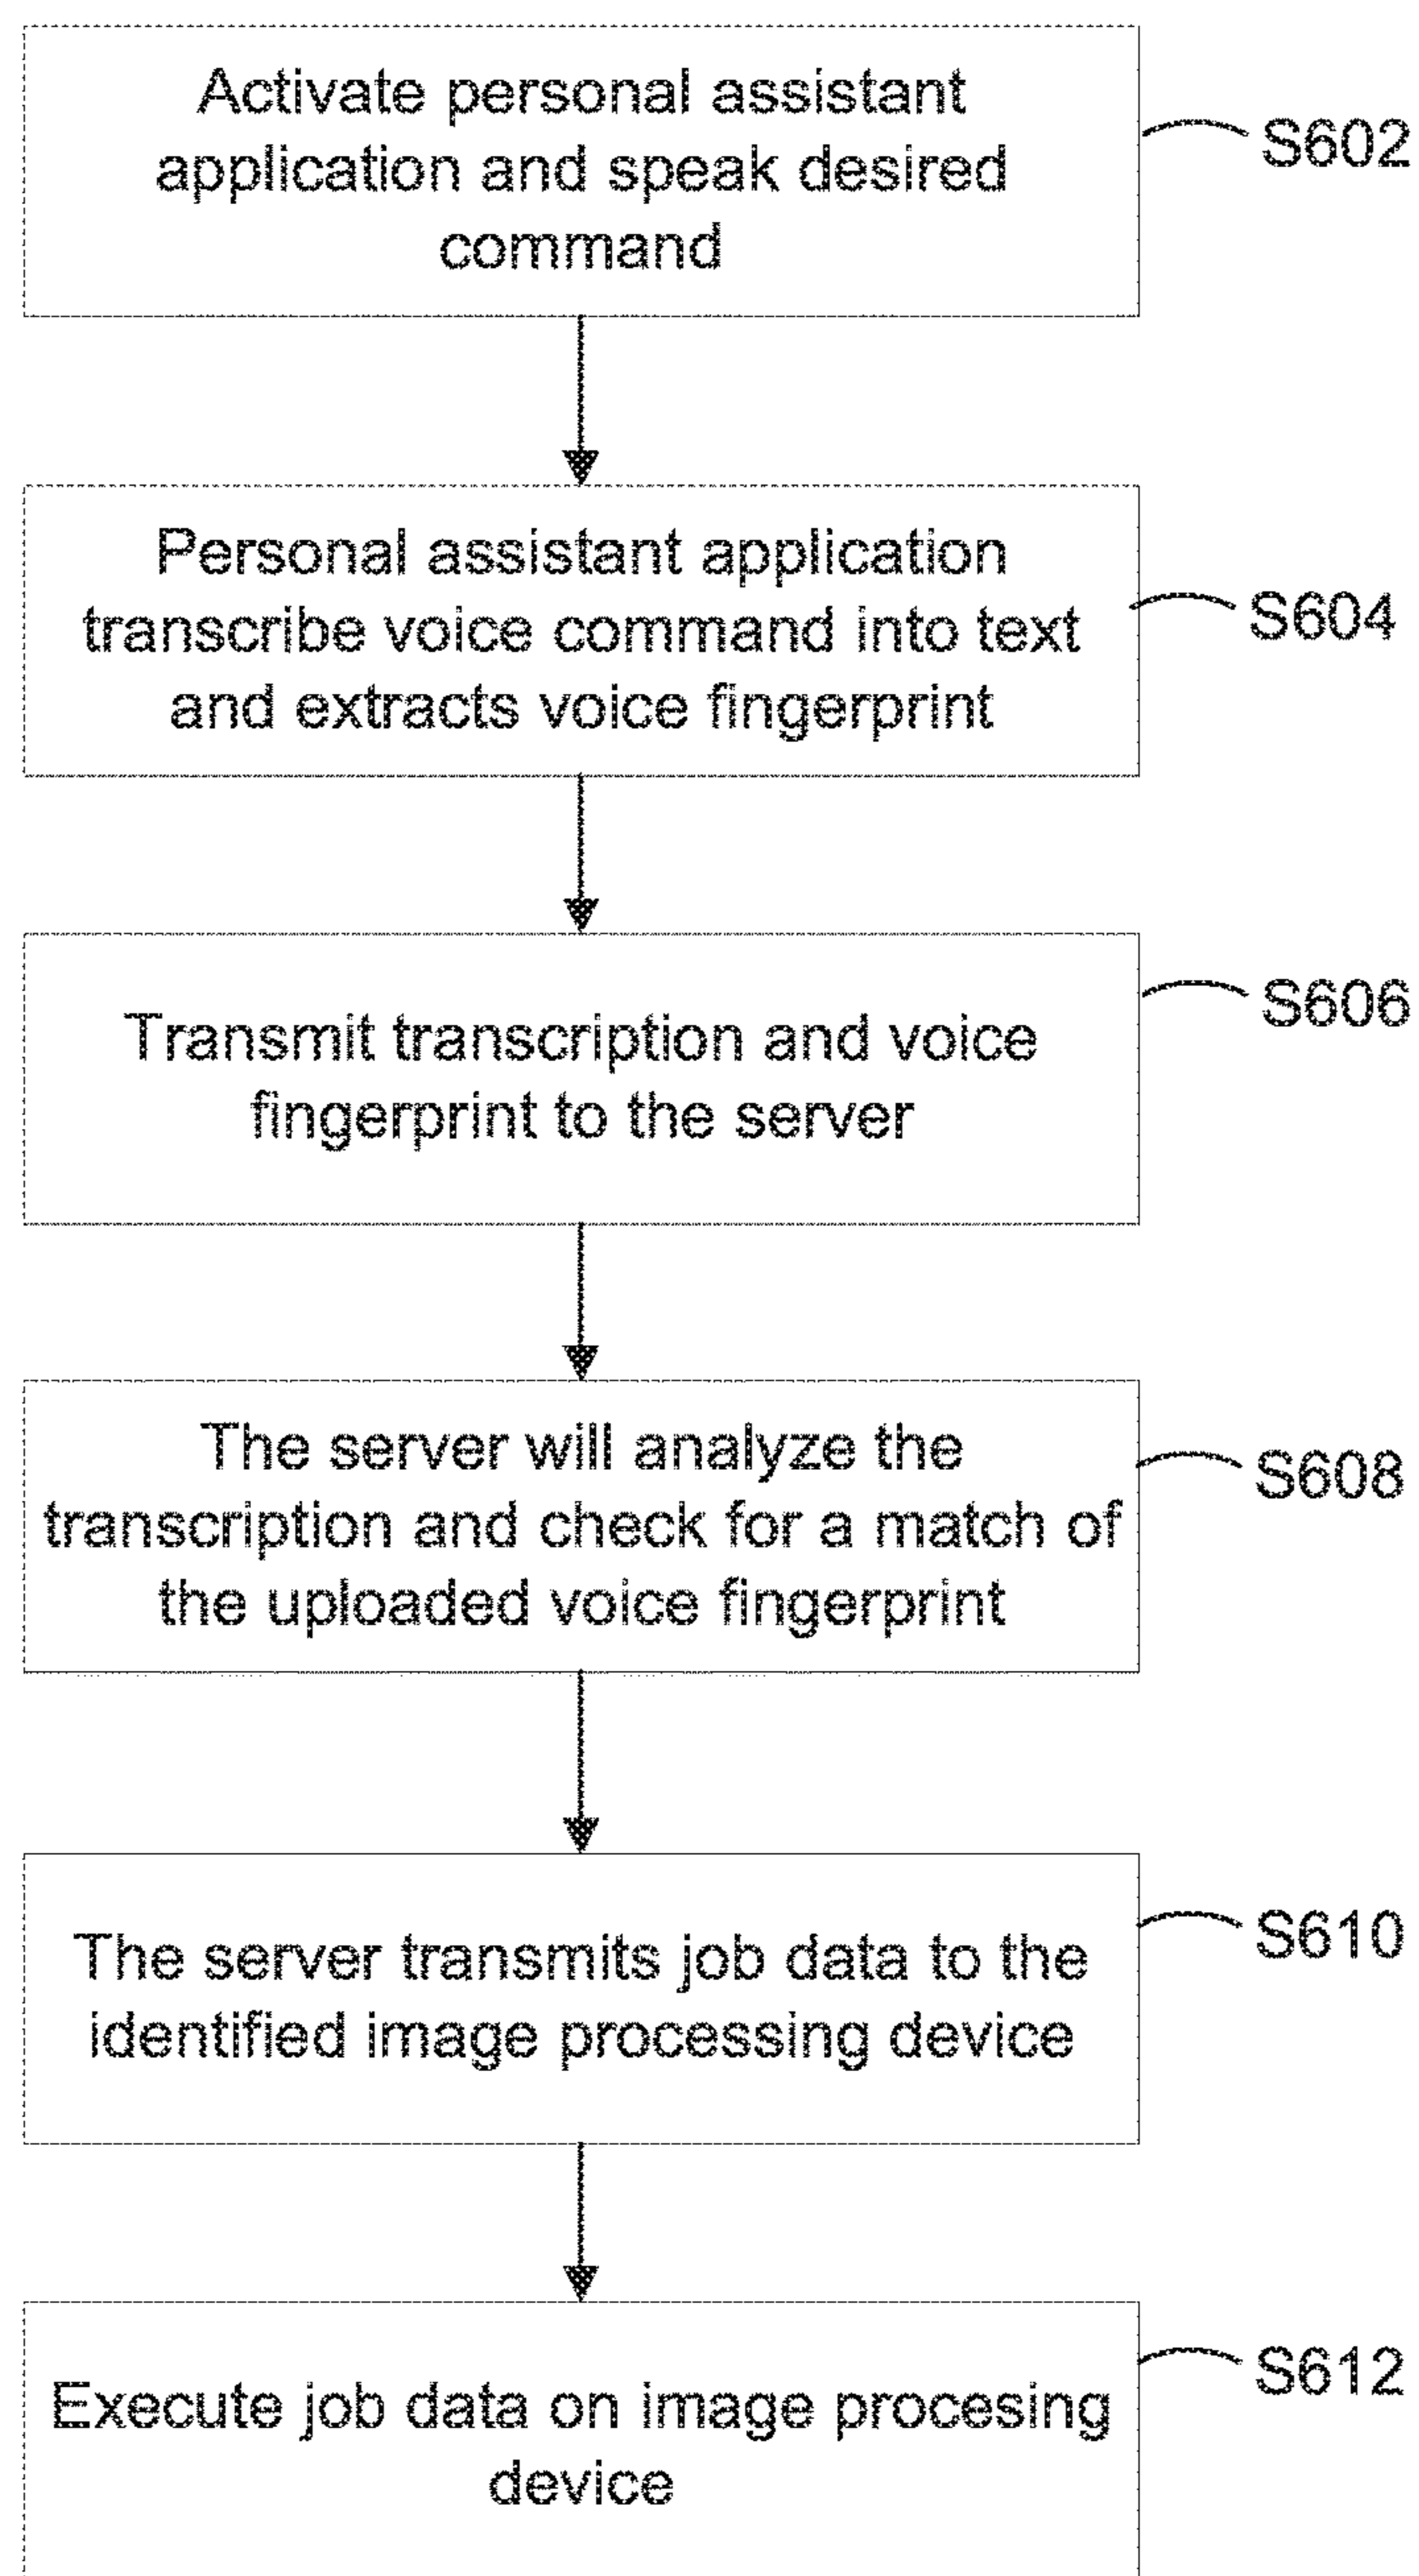 Activate personal assistant
application and speak desired
command
S602
Personal assistant application
transcribe voice command into text
and extracts voice fingerprint
S604
Transmit transcription and voice
fingerprint to the server
S606
The server will analyze the
transcription and check for a match of
the uploaded voice fingerprint
S608
The server transmits job data to the
identified image processing device
S610
Execute job data on image procesing
device
S612